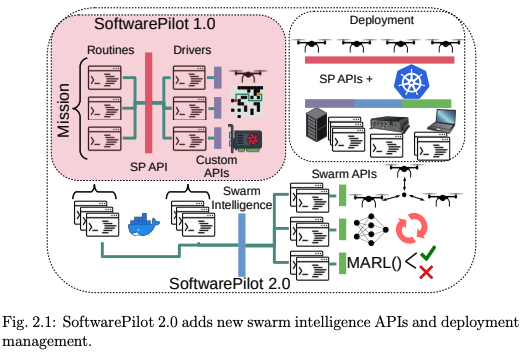 SoftwarePilot 1.0
Deployment
Routines
Drivers
SP APIs +
Mission
SP API
Custom
APIs
Swarm
Intelligence
Swarm APIs
MARL()
SoftwarePilot 2.0
Fig. 2.1: SoftwarePilot 2.0 adds new swarm intelligence APIs and deployment
management.